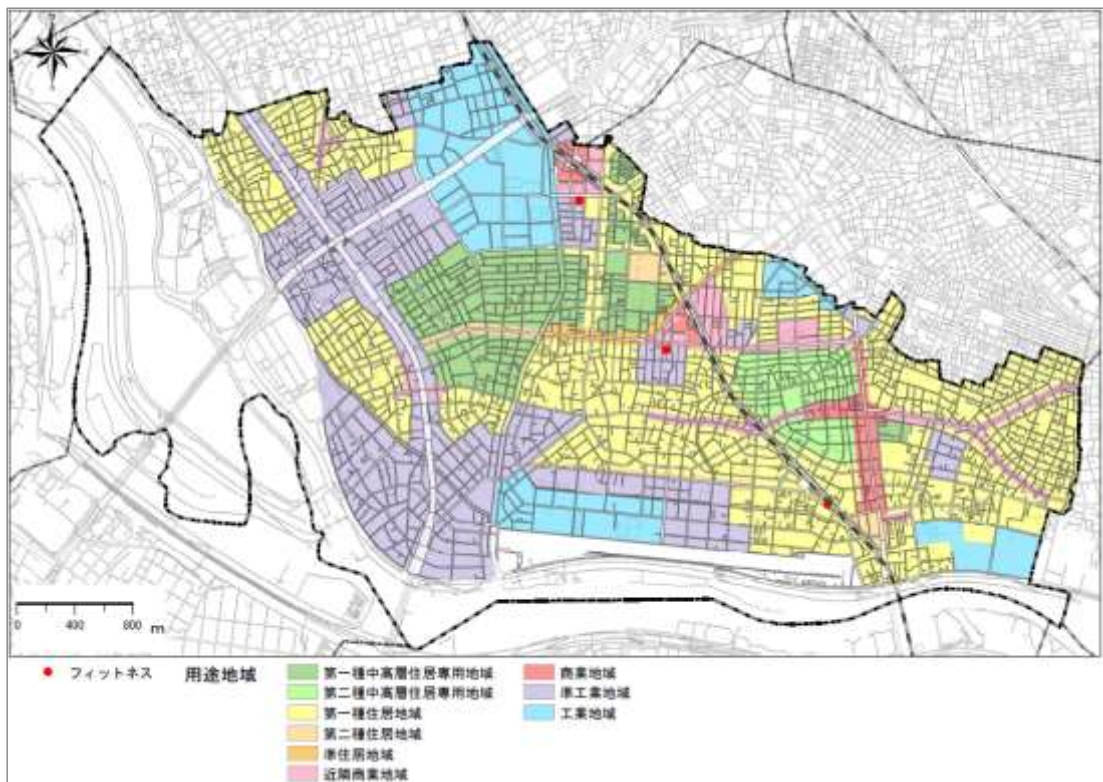 0 400 800 m
フィットネス
用途地域
第一種中高層住居専用地域
第二種中高層住居専用地域
第一種住居地域
第二種住居地域
準住居地域
近隣商業地域
商業地域
準工業地域
工業地域